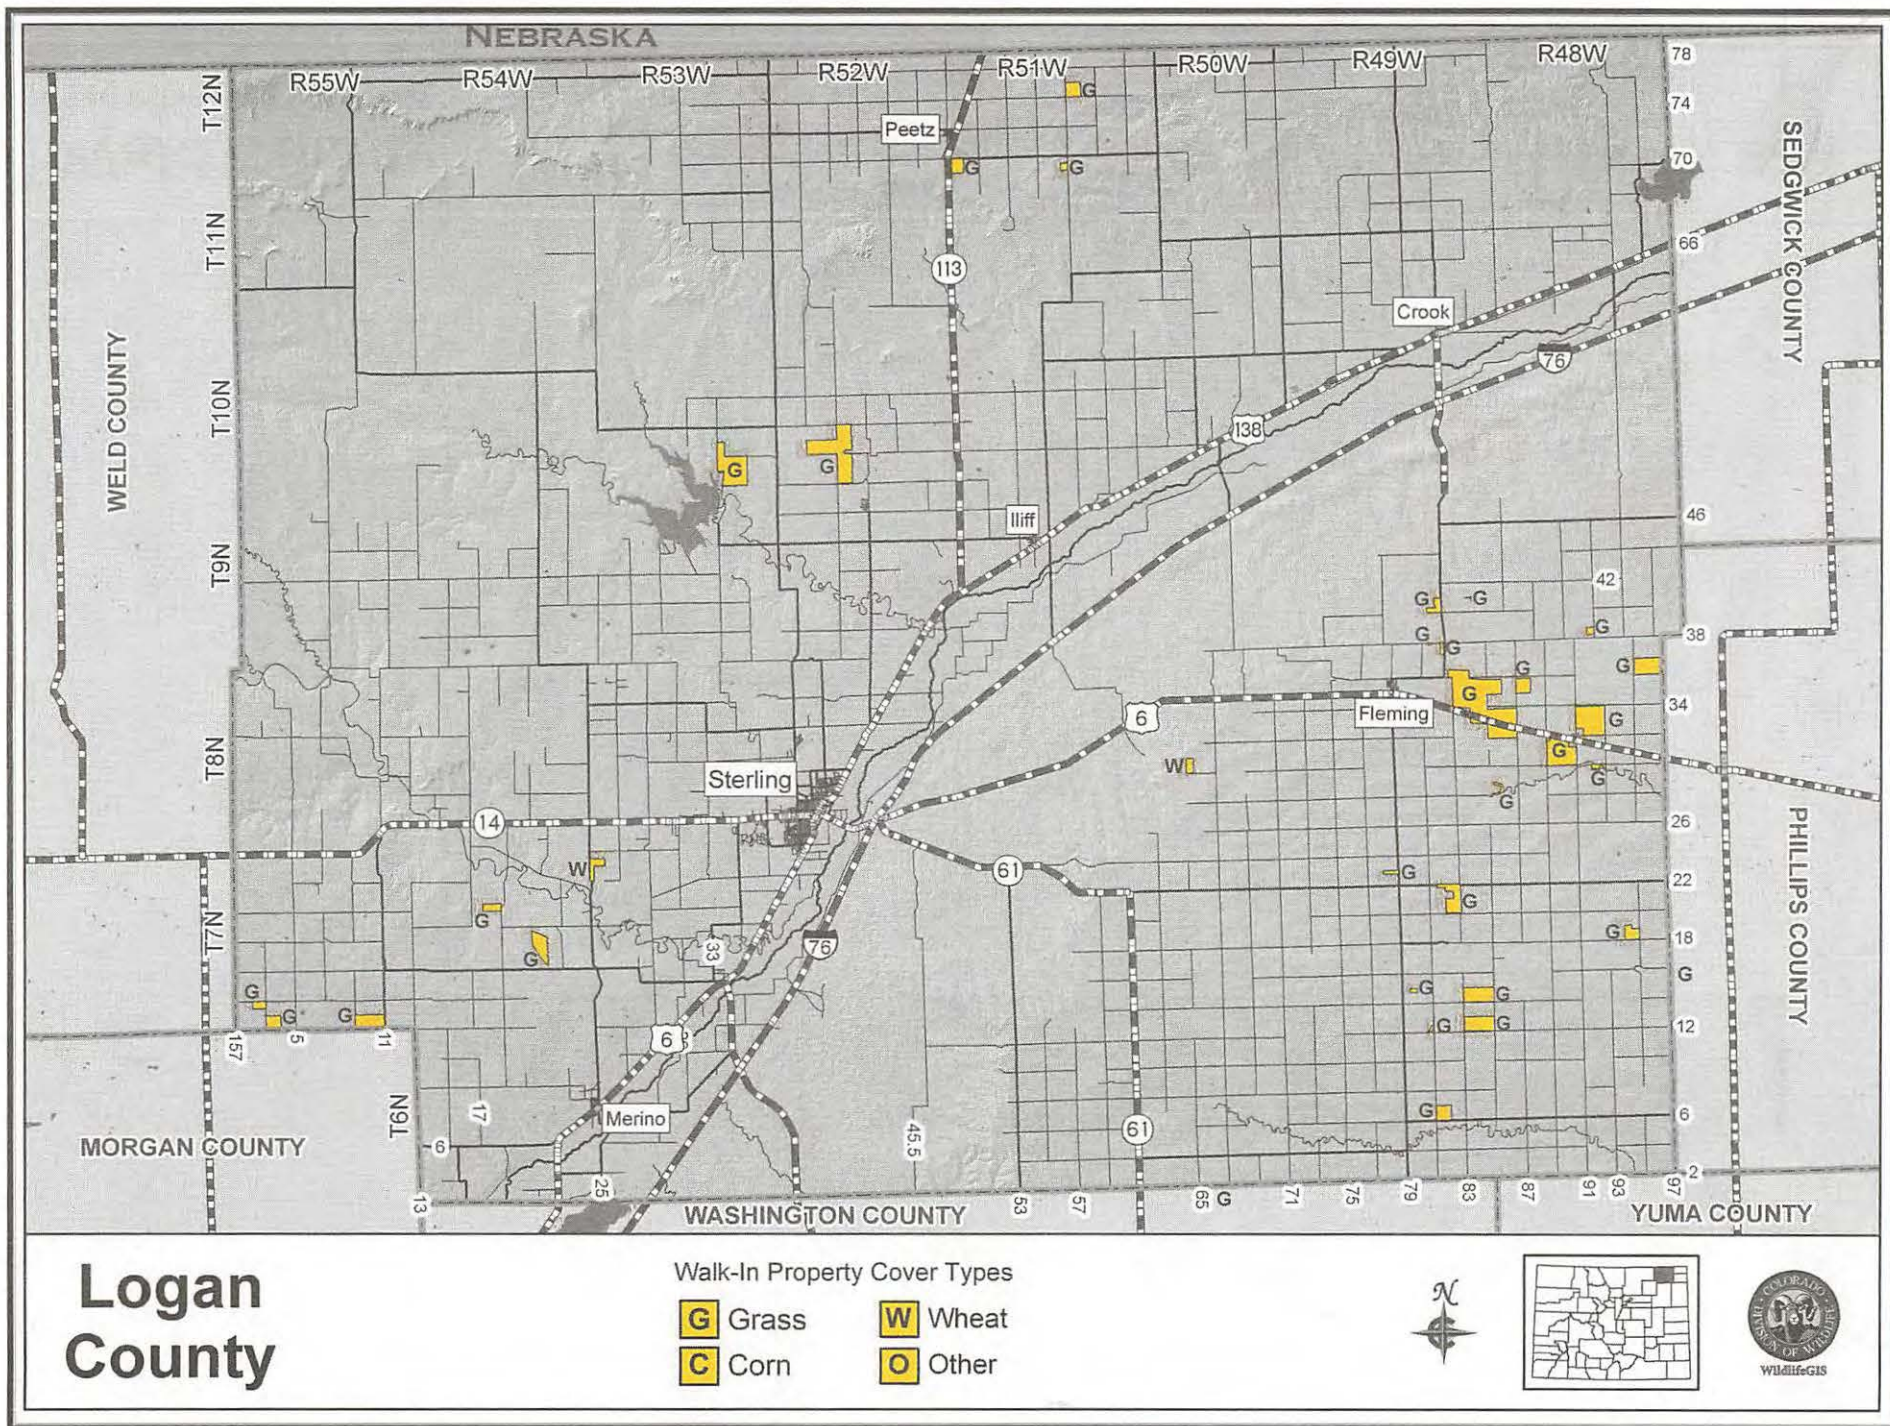 NEBRASKA
R55W
R54W
R53W
R52W
R51W
R50W
R49W
R48W
78
T12N
74
G
Peetz
70
G
G
SEDGWICK COUNTY
T11N
66
113
Crook
WELD COUNTY
76
T10N
138
G
G
Iliff
46
T9N
42
G
G
G
G
38
G
G
G
G
34
6
Fleming
G
G
T8N
W
G
Sterling
G
26
14
61
W
G
22
PHILLIPS COUNTY
G
G
T7N
G
18
33
76
G
G
G
G
G
G
G
G
G
G
12
157
5
11
6
T6N
17
Merino
G
6
45.5
61
MORGAN COUNTY
6
2
13
25
53
57
65
G
71
75
79
83
87
91
93
97
WASHINGTON COUNTY
YUMA COUNTY
Logan
County
Walk-In Property Cover Types
G Grass
W Wheat
C Corn
O Other
N
COLORADO
DIVISION OF WILDLIFE
WildlifeGIS